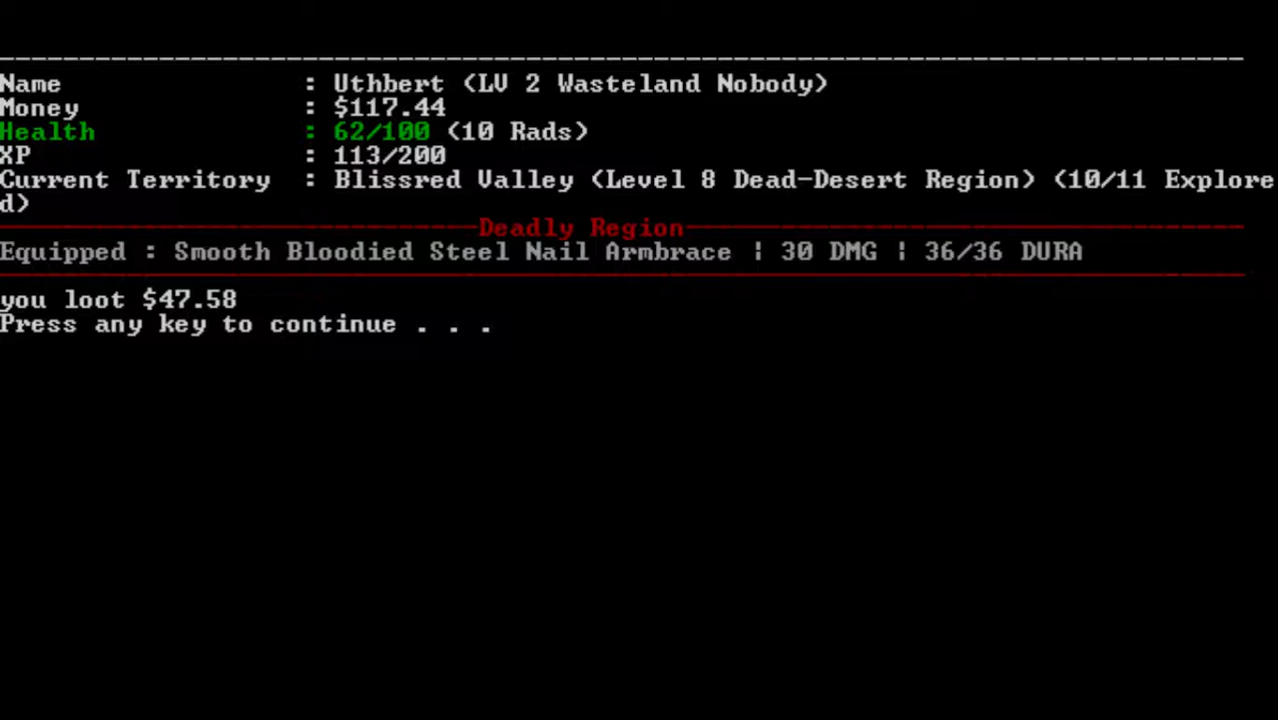 Name : Uthbert (LV 2 Wasteland Nobody)
Money : $117.44
Health : 62/100 (10 Rads)
XP : 113/200
Current Territory : Blissred Valley (Level 8 Dead-Desert Region) (10/11 Explore
d)
Deadly Region
Equipped : Smooth Bloodied Steel Nail Armbrace | 30 DMG | 36/36 DURA
you loot $47.58
Press any key to continue . . .